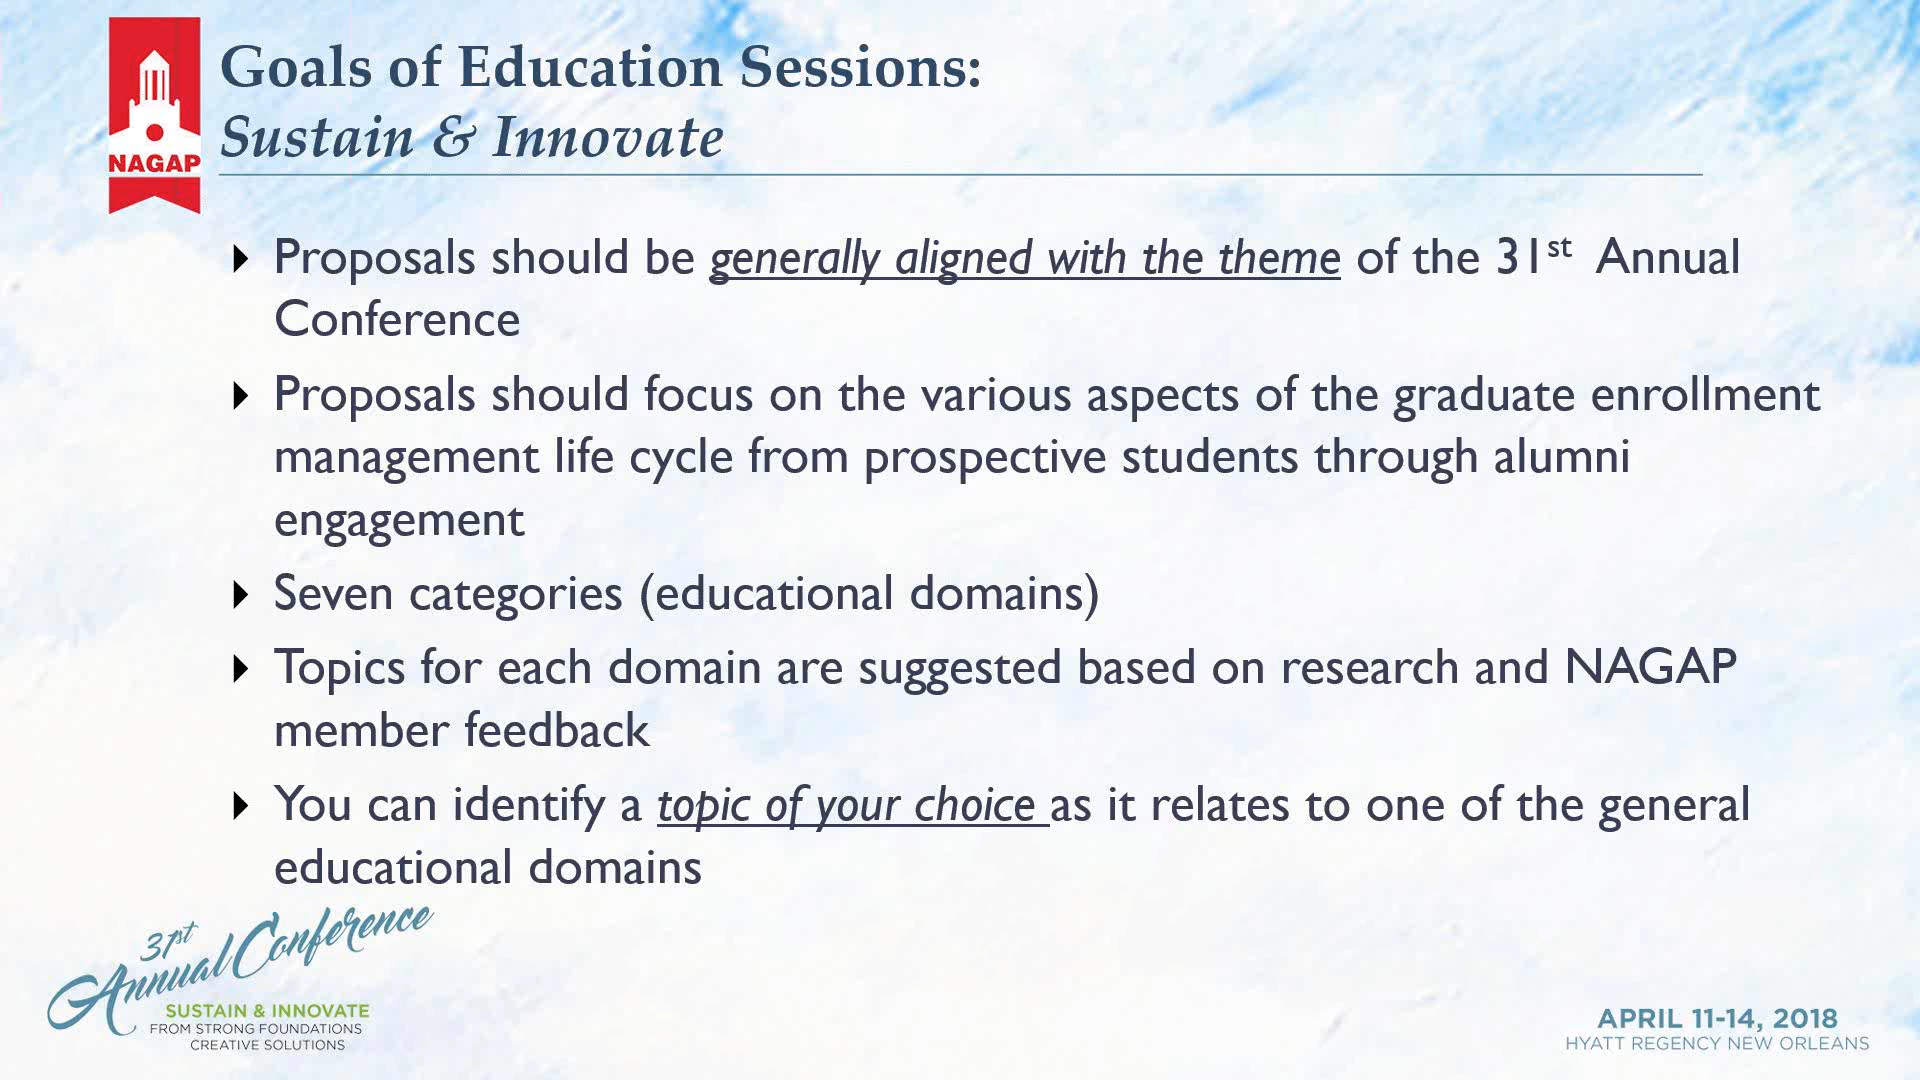 NAGAP
Goals of Education Sessions:
Sustain & Innovate
Proposals should be generally aligned with the theme of the 31st Annual
Conference
Proposals should focus on the various aspects of the graduate enrollment
management life cycle from prospective students through alumni
engagement
Seven categories (educational domains)
Topics for each domain are suggested based on research and NAGAP
member feedback
You can identify a topic of your choice as it relates to one of the general
educational domains
31st
Annual Conference
SUSTAIN & INNOVATE
FROM STRONG FOUNDATIONS
CREATIVE SOLUTIONS
APRIL 11-14, 2018
HYATT REGENCY NEW ORLEANS